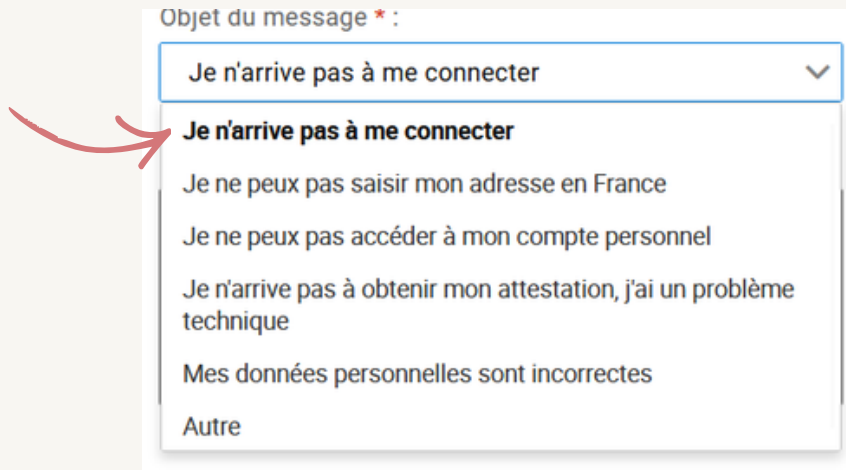 Objet du message * :
Je n'arrive pas à me connecter
Je n'arrive pas à me connecter
Je ne peux pas saisir mon adresse en France
Je ne peux pas accéder à mon compte personnel
Je n'arrive pas à obtenir mon attestation, j'ai un problème
technique
Mes données personnelles sont incorrectes
Autre